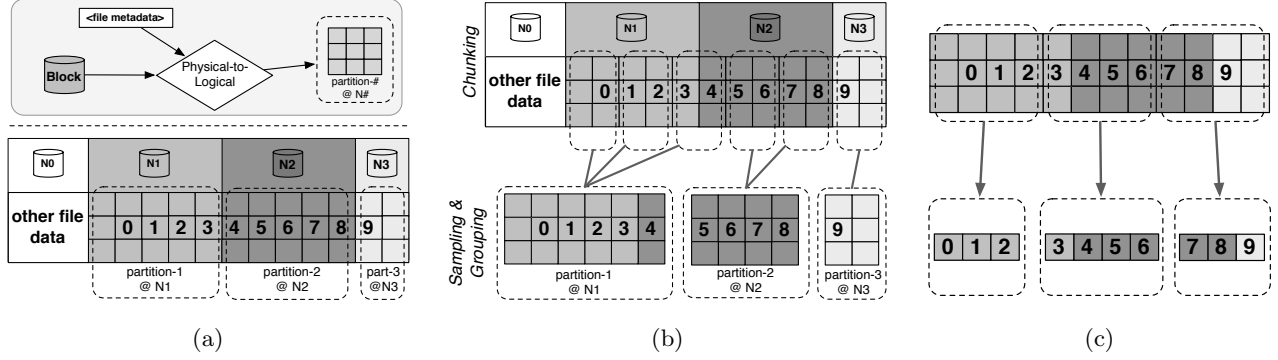 <file metadata>
Block
Physical-to-
Logical
partition-#
@ N#
N0 N1 N2 N3
other file
data
0 1 2 3 4 5 6 7 8 9
partition-1
@ N1
partition-2
@ N2
part-3
@N3
(a)
Chunking
N0 N1 N2 N3
other file
data
0 1 2 3 4 5 6 7 8 9
Sampling &
Grouping
0 1 2 3 4
5 6 7 8
9
partition-1
@ N1
partition-2
@ N2
partition-3
@ N3
(b)
0 1 2 3 4 5 6 7 8 9
0 1 2
3 4 5 6
7 8 9
(c)